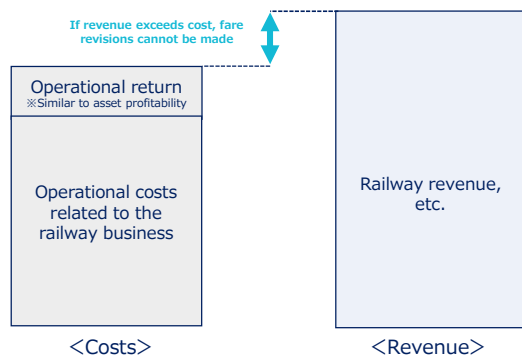 If revenue exceeds cost, fare
revisions cannot be made
Operational return
※Similar to asset profitability
Operational costs
related to the
railway business
Railway revenue,
etc.
＜Costs＞
＜Revenue＞